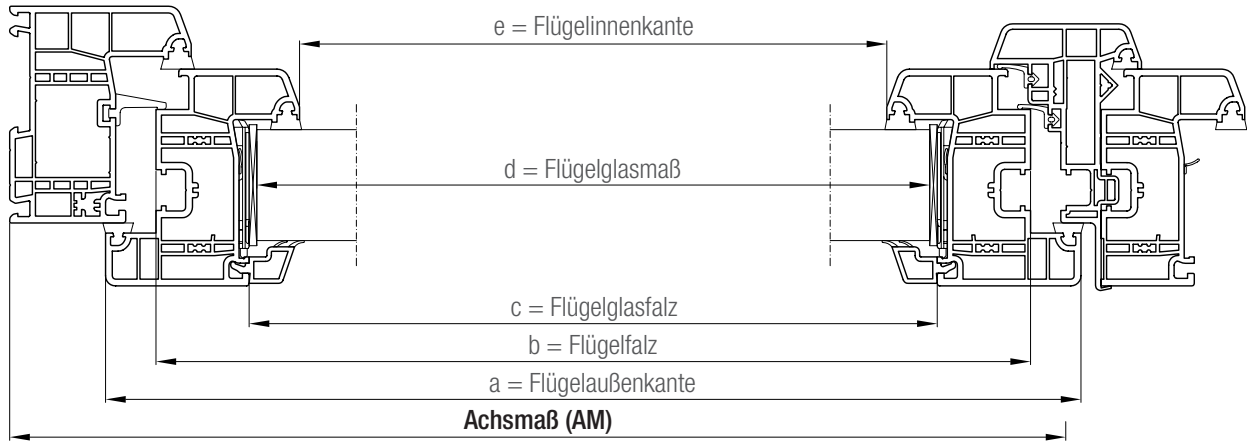 e = Flügelinnenkante
d = Flügelglasmaß
c = Flügelglasfalz
b = Flügelfalz
a = Flügelaußenkante
Achsmaß (AM)